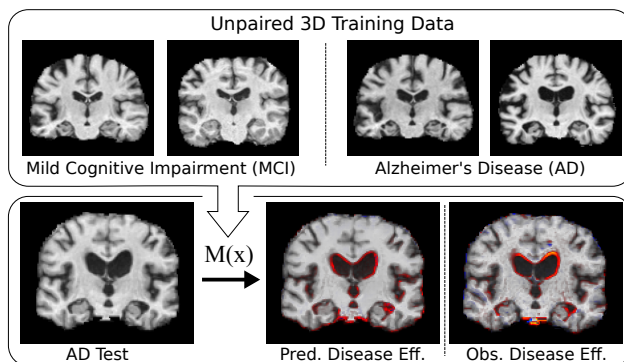 Unpaired 3D Training Data
Mild Cognitive Impairment (MCI)
Alzheimer's Disease (AD)
M(x)
AD Test
Pred. Disease Eff.
Obs. Disease Eff.